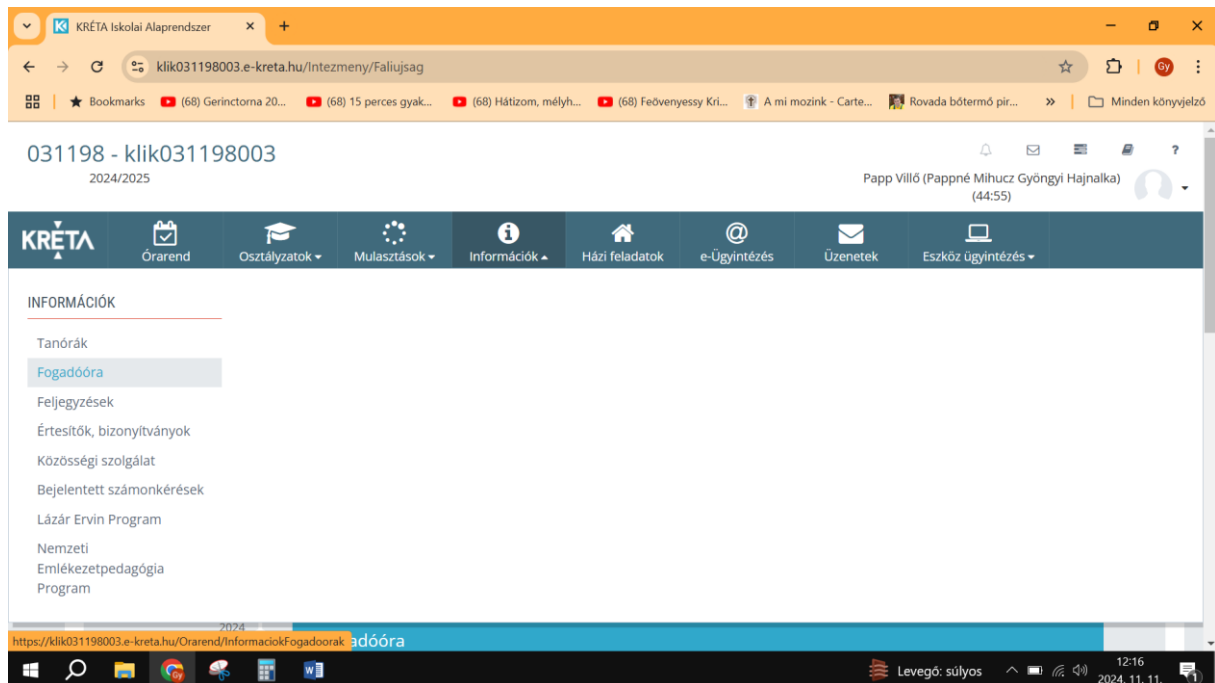 KRÉTA Iskolai Alaprendszer
klik031198003.e-kreta.hu/Intezmeny/Faliujsag
Gy
Bookmarks
(68) Gerinctorna 20...
(68) 15 perces gyak...
(68) Hátizom, mélyh...
(68) Feövenyessy Kri...
A mi mozink - Carte...
Rovada bőtermő pir...
Minden könyvjelző
031198 - klik031198003
2024/2025
?
Papp Villő (Pappné Mihucz Gyöngyi Hajnalka)
(44:55)
KRÉTA
Órarend
Osztályzatok
Mulasztások
Információk
Házi feladatok
e-Ügyintézés
Üzenetek
Eszköz ügyintézés
INFORMÁCIÓK
Tanórák
Fogadóóra
Feljegyzések
Értesítők, bizonyítványok
Közösségi szolgálat
Bejelentett számonkérések
Lázár Ervin Program
Nemzeti
Emlékezetpedagógia
Program
2024
https://klik031198003.e-kreta.hu/Orarend/InformaciokFogadoorak
adóóra
Levegő: súlyos
12:16
2024. 11. 11.
1